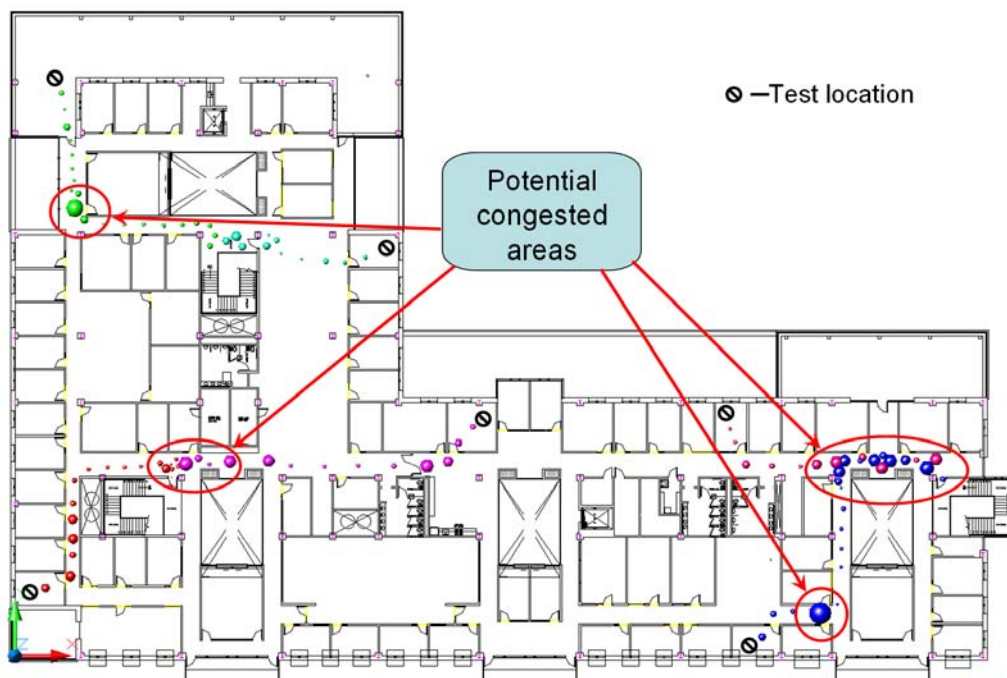 ⦸ —Test location
Potential
congested
areas
Z
X